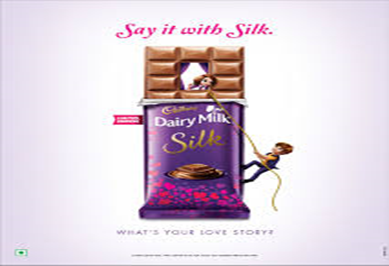 Say it with Silk.
Cadbury
Dairy Milk
Silk
WHAT'S YOUR LOVE STORY?